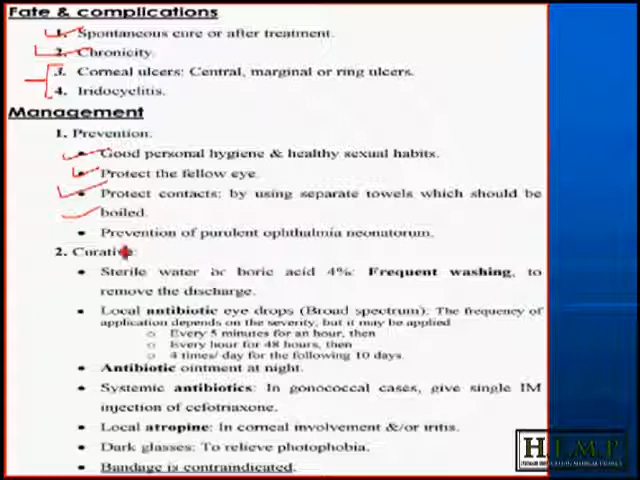 Fate & complications
1. Spontaneous cure or after treatment.
2. Chronicity.
3. Corneal ulcers: Central, marginal or ring ulcers.
4. Iridocyclitis.
Management
1. Prevention.
• Good personal hygiene & healthy sexual habits.
• Protect the fellow eye.
• Protect contacts: by using separate towels which should be
boiled.
• Prevention of purulent ophthalmia neonatorum.
2. Curative:
• Sterile water or boric acid 4%: Frequent washing, to
remove the discharge.
• Local antibiotic eye drops (Broad spectrum). The frequency of
application depends on the severity, but it may be applied
○ Every 5 minutes for an hour, then
○ Every hour for 48 hours, then
○ 4 times/ day for the following 10 days.
• Antibiotic ointment at night.
• Systemic antibiotics: In gonococcal cases, give single IM
injection of cefotriaxone.
• Local atropine: In corneal involvement &/or iritis.
• Dark glasses: To relieve photophobia.
• Bandage is contraindicated.
H.I.M.P